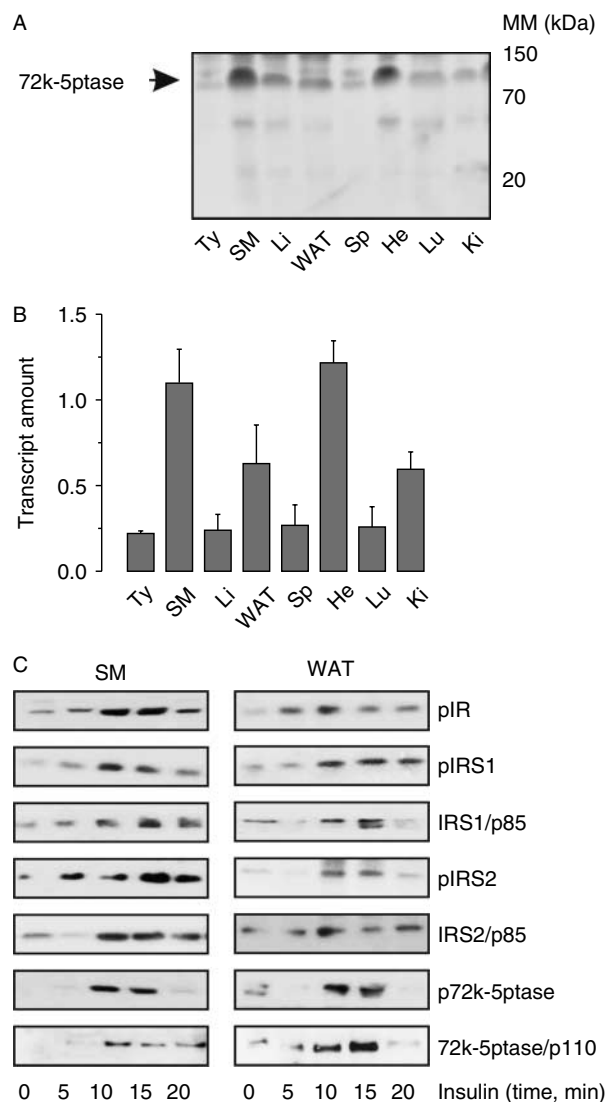 A
MM (kDa)
150
72k-5ptase
70
20
Ty SM Li WAT Sp He Lu Ki
B
1.5
1.0
0.5
0.0
Transcript amount
Ty SM Li WAT Sp He Lu Ki
C
SM WAT
pIR
pIRS1
IRS1/p85
pIRS2
IRS2/p85
p72k-5ptase
72k-5ptase/p110
0 5 10 15 20 0 5 10 15 20 Insulin (time, min)